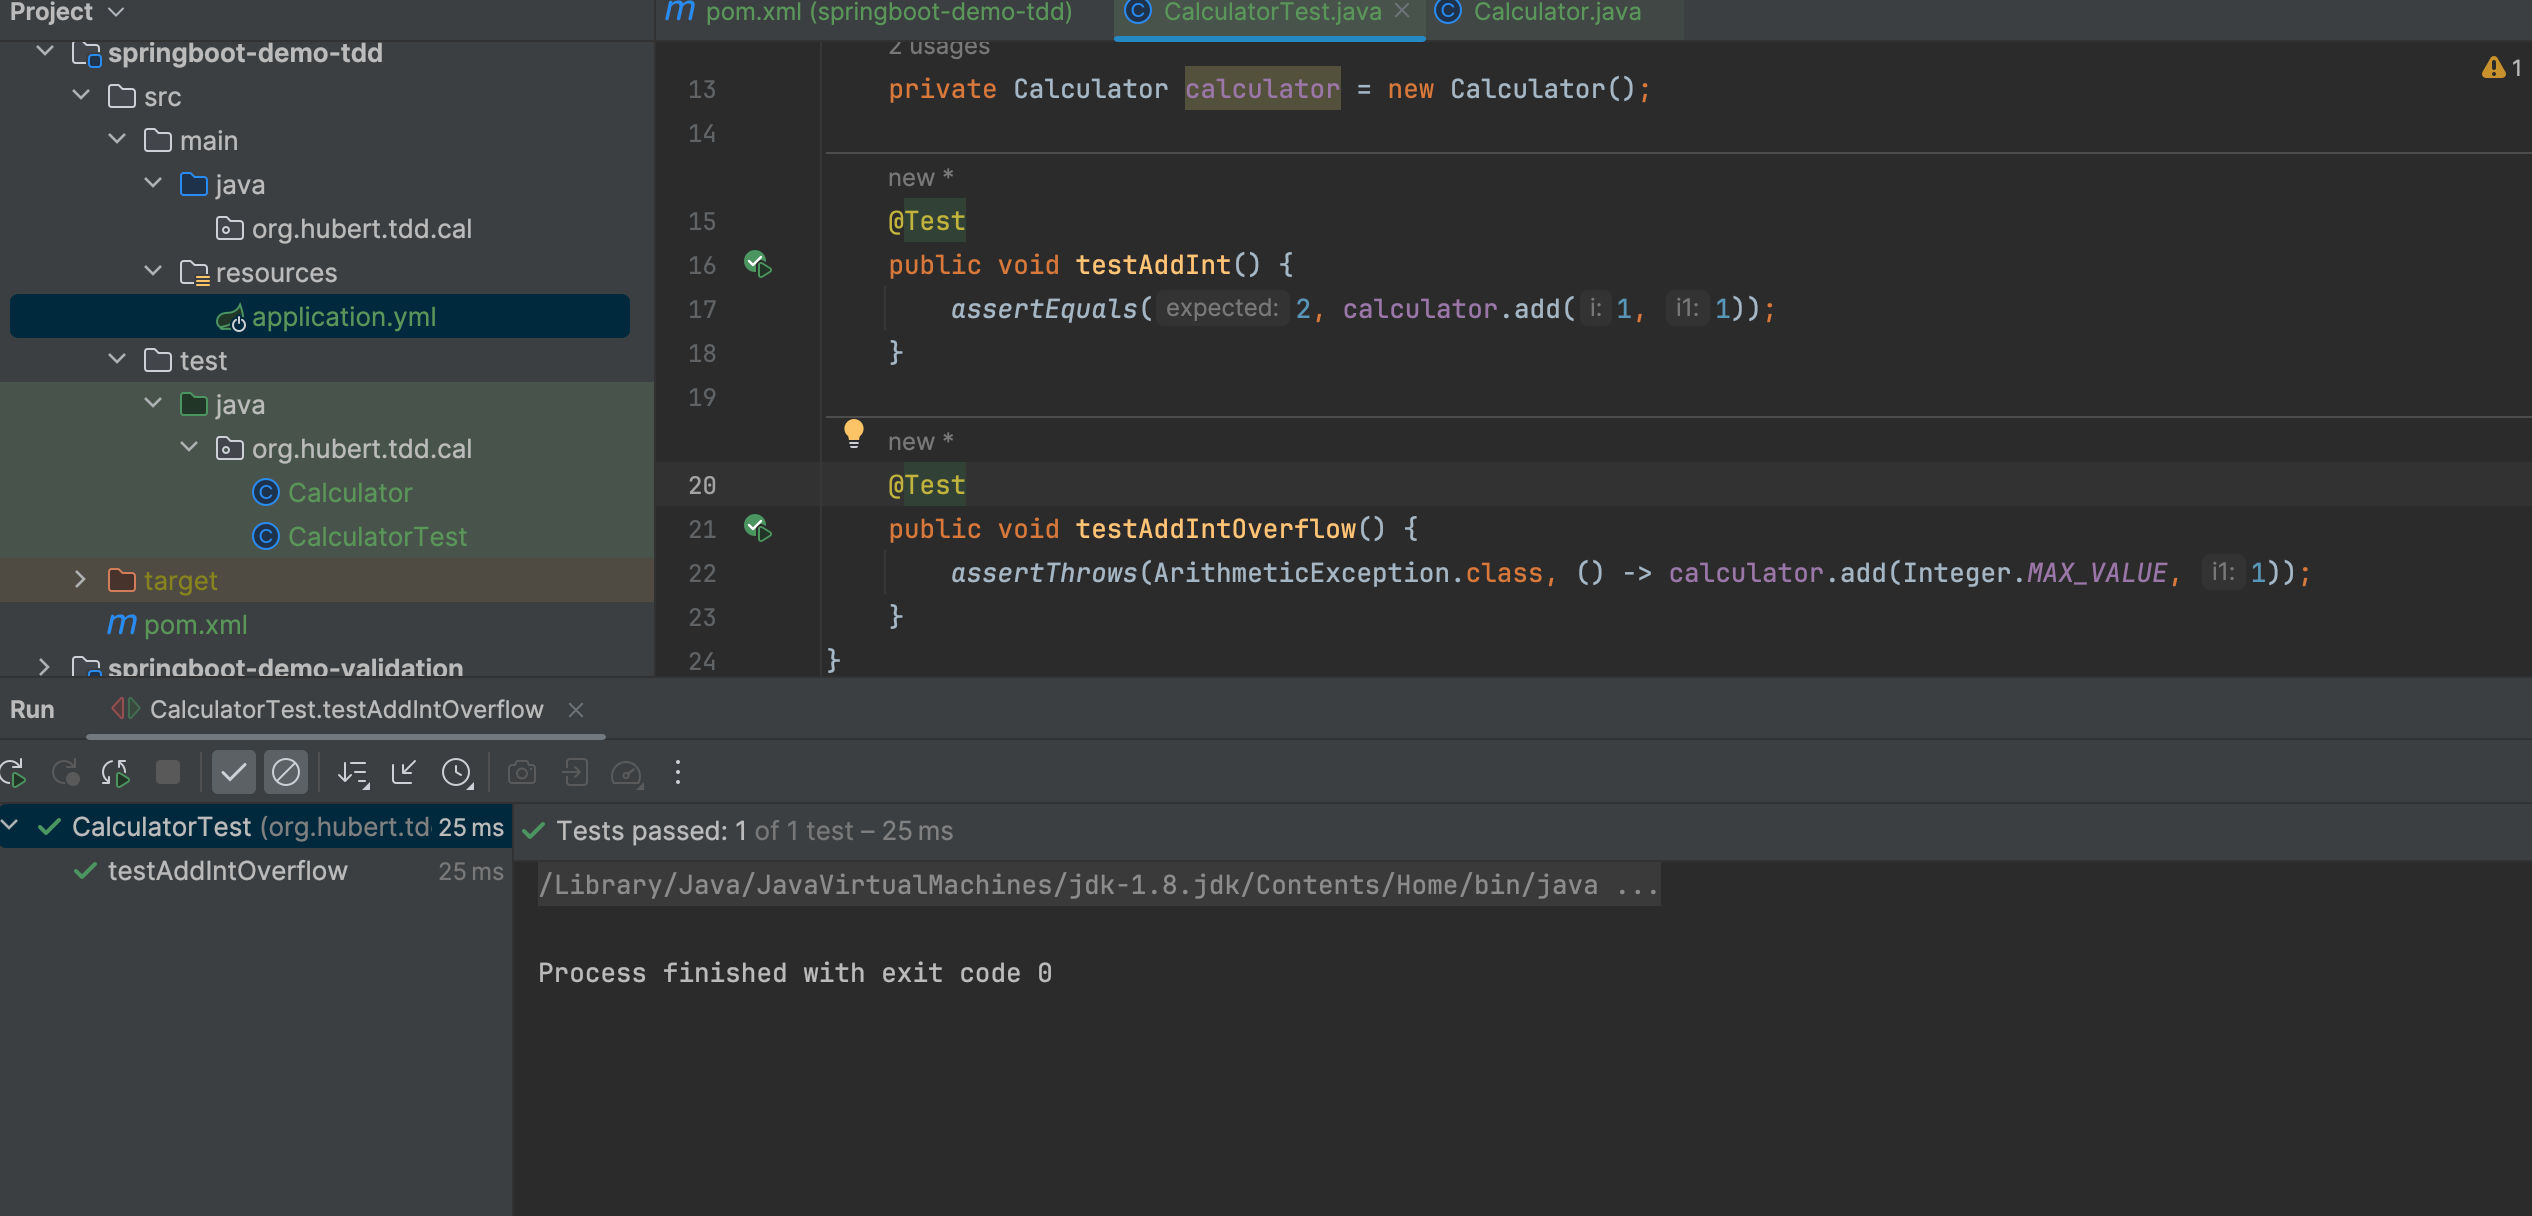 Project
springboot-demo-tdd
src
main
java
org.hubert.tdd.cal
resources
application.yml
test
java
org.hubert.tdd.cal
Calculator
CalculatorTest
target
pom.xml
springboot-demo-validation
pom.xml (springboot-demo-tdd) CalculatorTest.java Calculator.java
2 usages
1
13 private Calculator calculator = new Calculator();
14
new *
15 @Test
16 public void testAddInt() {
17 assertEquals( expected: 2, calculator.add( i: 1, i1: 1));
18 }
19
new *
20 @Test
21 public void testAddIntOverflow() {
22 assertThrows(ArithmeticException.class, () -> calculator.add(Integer.MAX_VALUE, i1: 1));
23 }
24 }
Run CalculatorTest.testAddIntOverflow
CalculatorTest (org.hubert.td 25 ms
testAddIntOverflow 25 ms
Tests passed: 1 of 1 test – 25 ms
/Library/Java/JavaVirtualMachines/jdk-1.8.jdk/Contents/Home/bin/java ...
Process finished with exit code 0